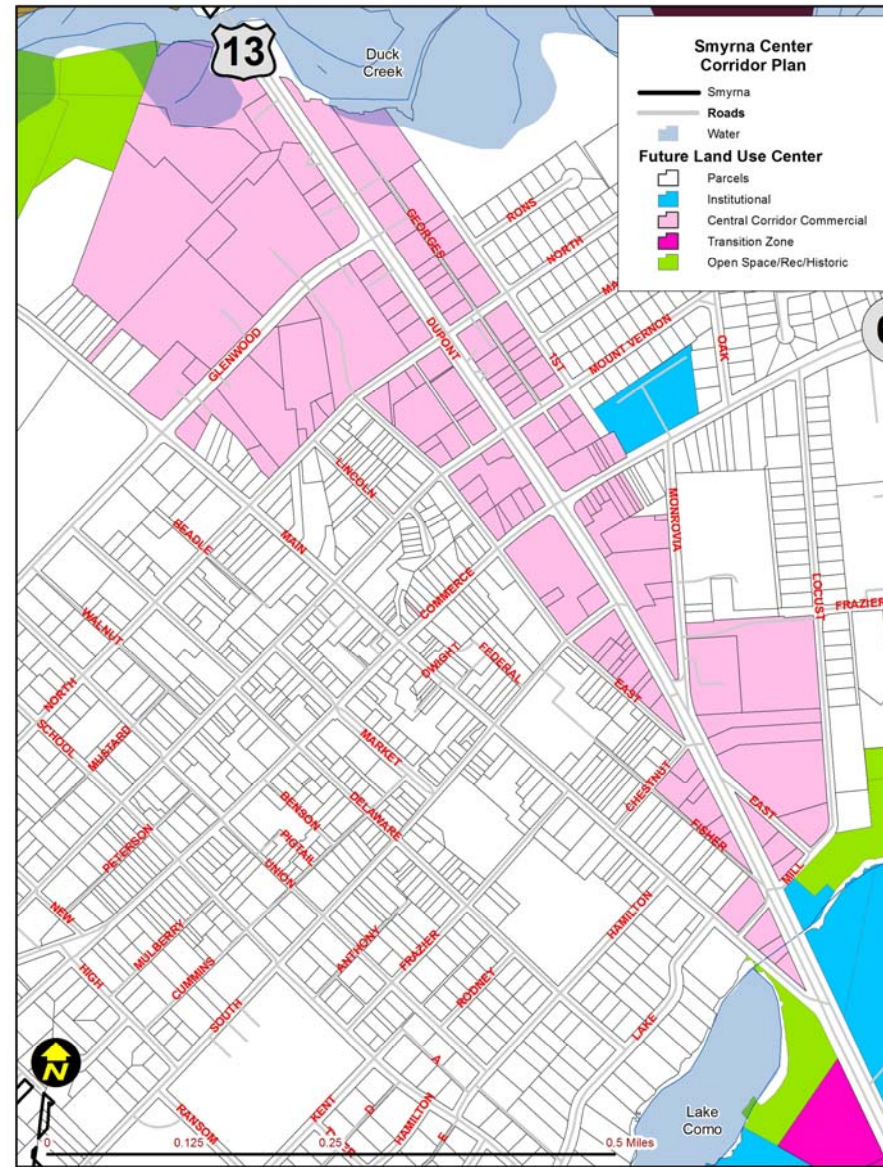 13
Duck
Creek
Smyrna Center
Corridor Plan
Smyrna
Roads
Water
Future Land Use Center
Parcels
Institutional
Central Corridor Commercial
Transition Zone
Open Space/Rec/Historic
RONS
GEORGES
NORTH
GLENWOOD
DUPONT
1ST
MOUNT VERNON
OAK
LINCOLN
MAIN
BEADLE
MONROVIA
COMMERCE
LOCUST
FRAZIER
WALNUT
DWIGHT
FEDERAL
EAST
NORTH
SCHOOL
MUSTARD
MARKET
CHESTNUT
BENSON
DELAWARE
FISHER
EAST
PETERSON
PIGTAIL
UNION
MILL
NEW
HAMILTON
MULBERRY
ANTHONY
FRAZIER
HIGH
CUMMINS
RODNEY
SOUTH
LAKE
N
A
KENT
D
HAMILTON
E
RANSOM
Lake
Como
0
0.125
0.25
0.5 Miles